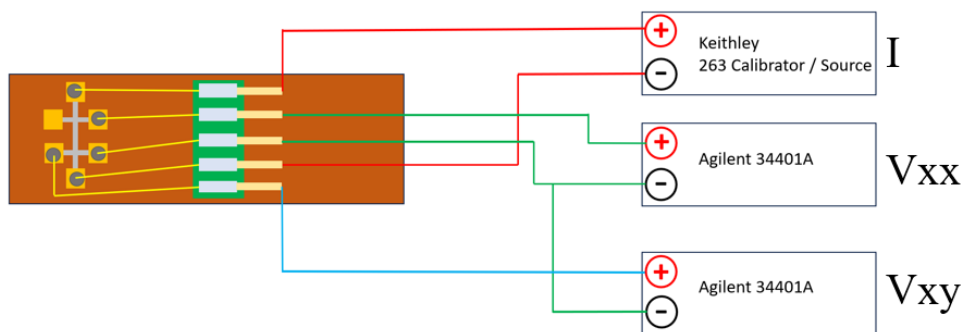 +
Keithley
263 Calibrator / Source
-
I
+
Agilent 34401A
-
Vxx
+
Agilent 34401A
-
Vxy